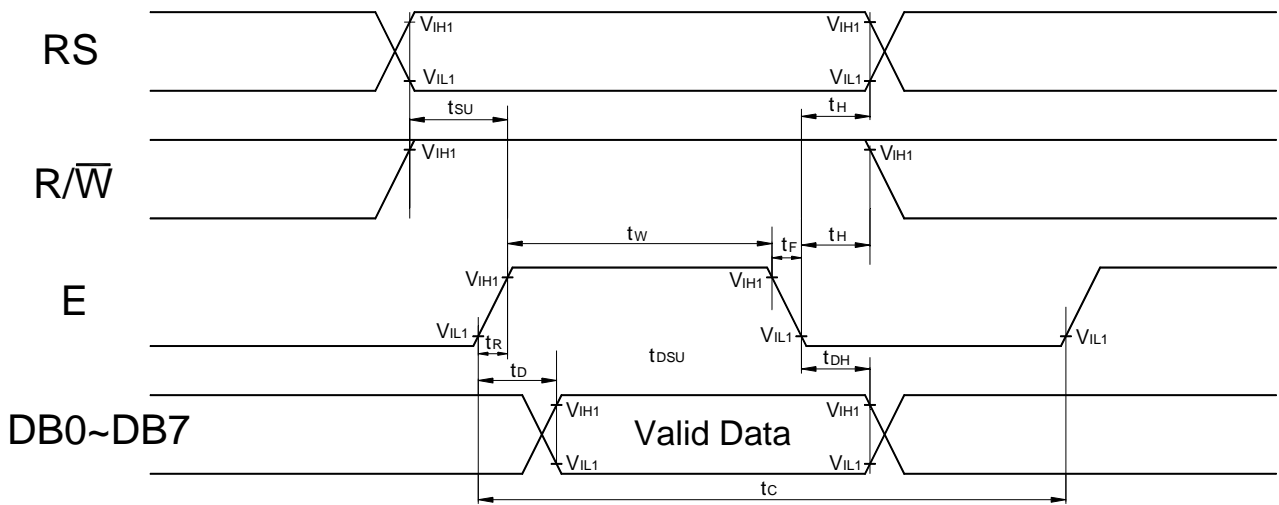 RS
VIH1
VIH1
VIL1
VIL1
tSU
tH
R/W̅
VIH1
VIH1
tW
tF
tH
E
VIH1
VIH1
VIL1
VIL1
VIL1
tR
tDSU
tDH
tD
DB0~DB7
VIH1
Valid Data
VIH1
VIL1
VIL1
tC